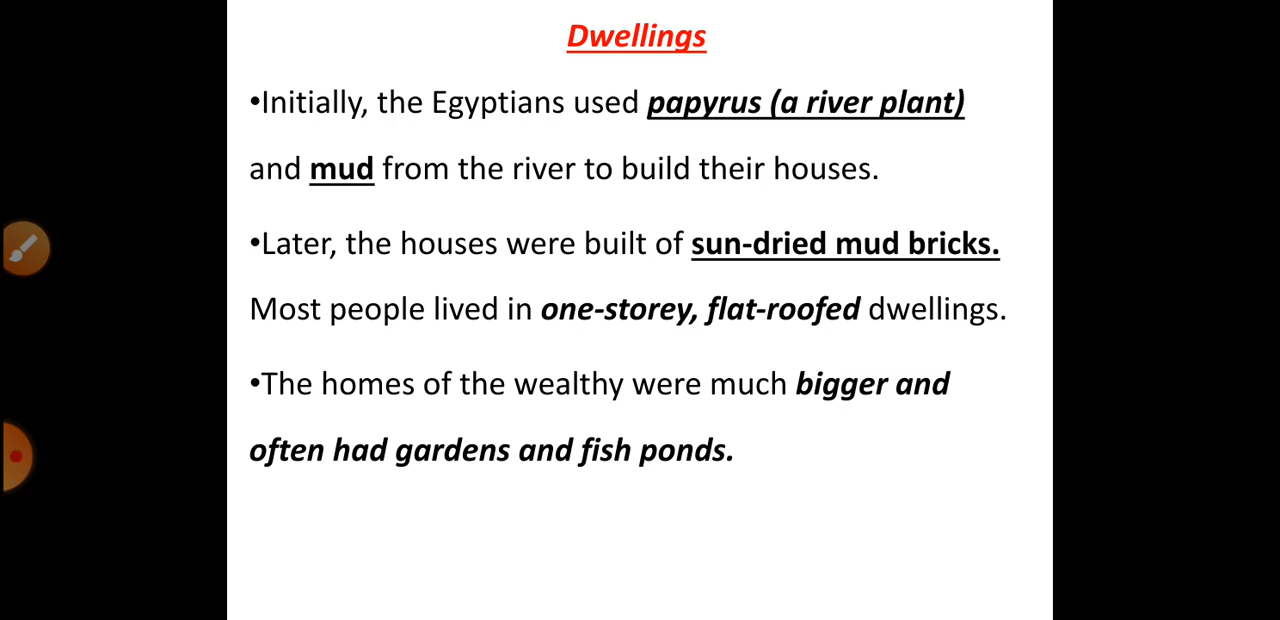 Dwellings
•Initially, the Egyptians used papyrus (a river plant)
and mud from the river to build their houses.
•Later, the houses were built of sun-dried mud bricks.
Most people lived in one-storey, flat-roofed dwellings.
•The homes of the wealthy were much bigger and
often had gardens and fish ponds.